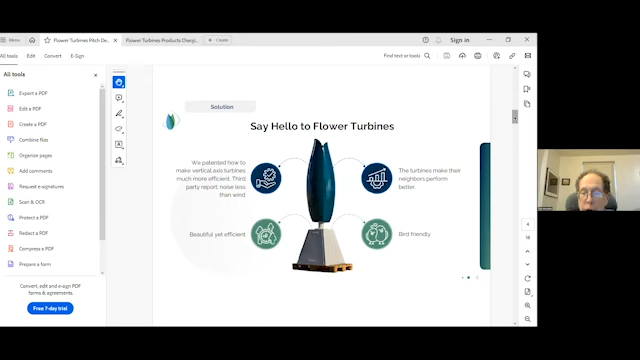 Menu
Flower Turbines Pitch De...
Flower Turbines Products Chargi...
+ Create
Sign in
All tools
Edit
Convert
E-Sign
Find text or tools
All tools
Export a PDF
Edit a PDF
Create a PDF
Combine files
Organize pages
Add comments
Request e-signatures
Scan & OCR
Protect a PDF
Redact a PDF
Compress a PDF
Prepare a form
Convert, edit and e-sign PDF
forms & agreements.
Free 7-day trial
Solution
Say Hello to Flower Turbines
We patented how to
make vertical axis turbines
much more efficient. Third
party report: noise less
than wind
The turbines make their
neighbors perform
better.
Beautiful yet efficient
Bird friendly
4
18